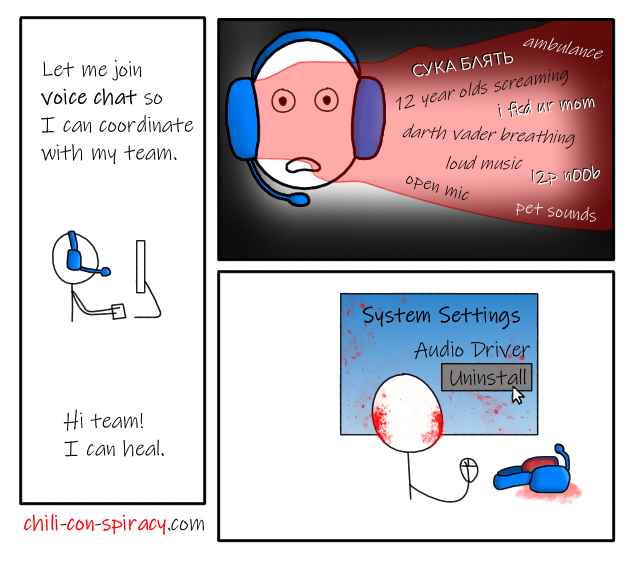 Let me join
voice chat so
I can coordinate
with my team.
Hi team!
I can heal.
chili-con-spiracy.com
ambulance
СУКА БЛЯТЬ
12 year olds screaming
i fkd ur mom
darth vader breathing
loud music
l2p n00b
open mic
pet sounds
System Settings
Audio Driver
Uninstall